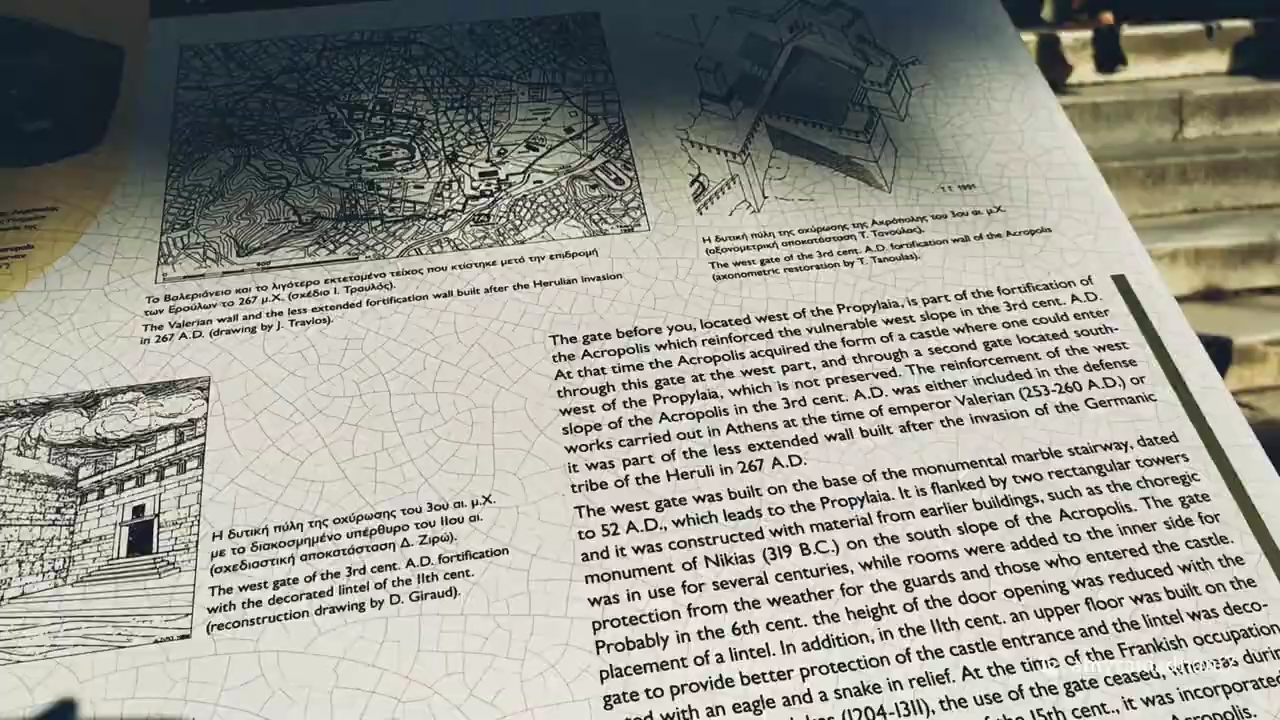 Τ.Τ. 1991
Το Βαλεριάνειο και το λιγότερο εκτεταμένο τείχος που κτίστηκε μετά την επιδρομή
των Ερούλων το 267 μ.Χ. (σχέδιο Ι. Τραυλός).
The Valerian wall and the less extended fortification wall built after the Herulian invasion
in 267 A.D. (drawing by J. Travlos).
Η δυτική πύλη της οχύρωσης της Ακρόπολης του 3ου αι. μ.Χ.
(αξονομετρική αποκατάσταση Τ. Τανούλας).
The west gate of the 3rd cent. A.D. fortification wall of the Acropolis
(axonometric restoration by T. Tanoulas).
Η δυτική πύλη της οχύρωσης του 3ου αι. μ.Χ.
με το διακοσμημένο υπέρθυρο του 11ου αι.
(σχεδιαστική αποκατάσταση Δ. Ζιρώ).
The west gate of the 3rd cent. A.D. fortification
with the decorated lintel of the 11th cent.
(reconstruction drawing by D. Giraud).
The gate before you, located west of the Propylaia, is part of the fortification of
the Acropolis which reinforced the vulnerable west slope in the 3rd cent. A.D.
At that time the Acropolis acquired the form of a castle where one could enter
through this gate at the west part, and through a second gate located south-
west of the Propylaia, which is not preserved. The reinforcement of the west
slope of the Acropolis in the 3rd cent. A.D. was either included in the defense
works carried out in Athens at the time of emperor Valerian (253-260 A.D.) or
it was part of the less extended wall built after the invasion of the Germanic
tribe of the Heruli in 267 A.D.
The west gate was built on the base of the monumental marble stairway, dated
to 52 A.D., which leads to the Propylaia. It is flanked by two rectangular towers
and it was constructed with material from earlier buildings, such as the choregic
monument of Nikias (319 B.C.) on the south slope of the Acropolis. The gate
was in use for several centuries, while rooms were added to the inner side for
protection from the weather for the guards and those who entered the castle.
Probably in the 6th cent. the height of the door opening was reduced with the
placement of a lintel. In addition, in the 11th cent. an upper floor was built on the
gate to provide better protection of the castle entrance and the lintel was deco-
with an eagle and a snake in relief. At the time of the Frankish occupation
(1204-1311), the use of the gate ceased,
the 15th cent., it was incorporated
Acropolis.